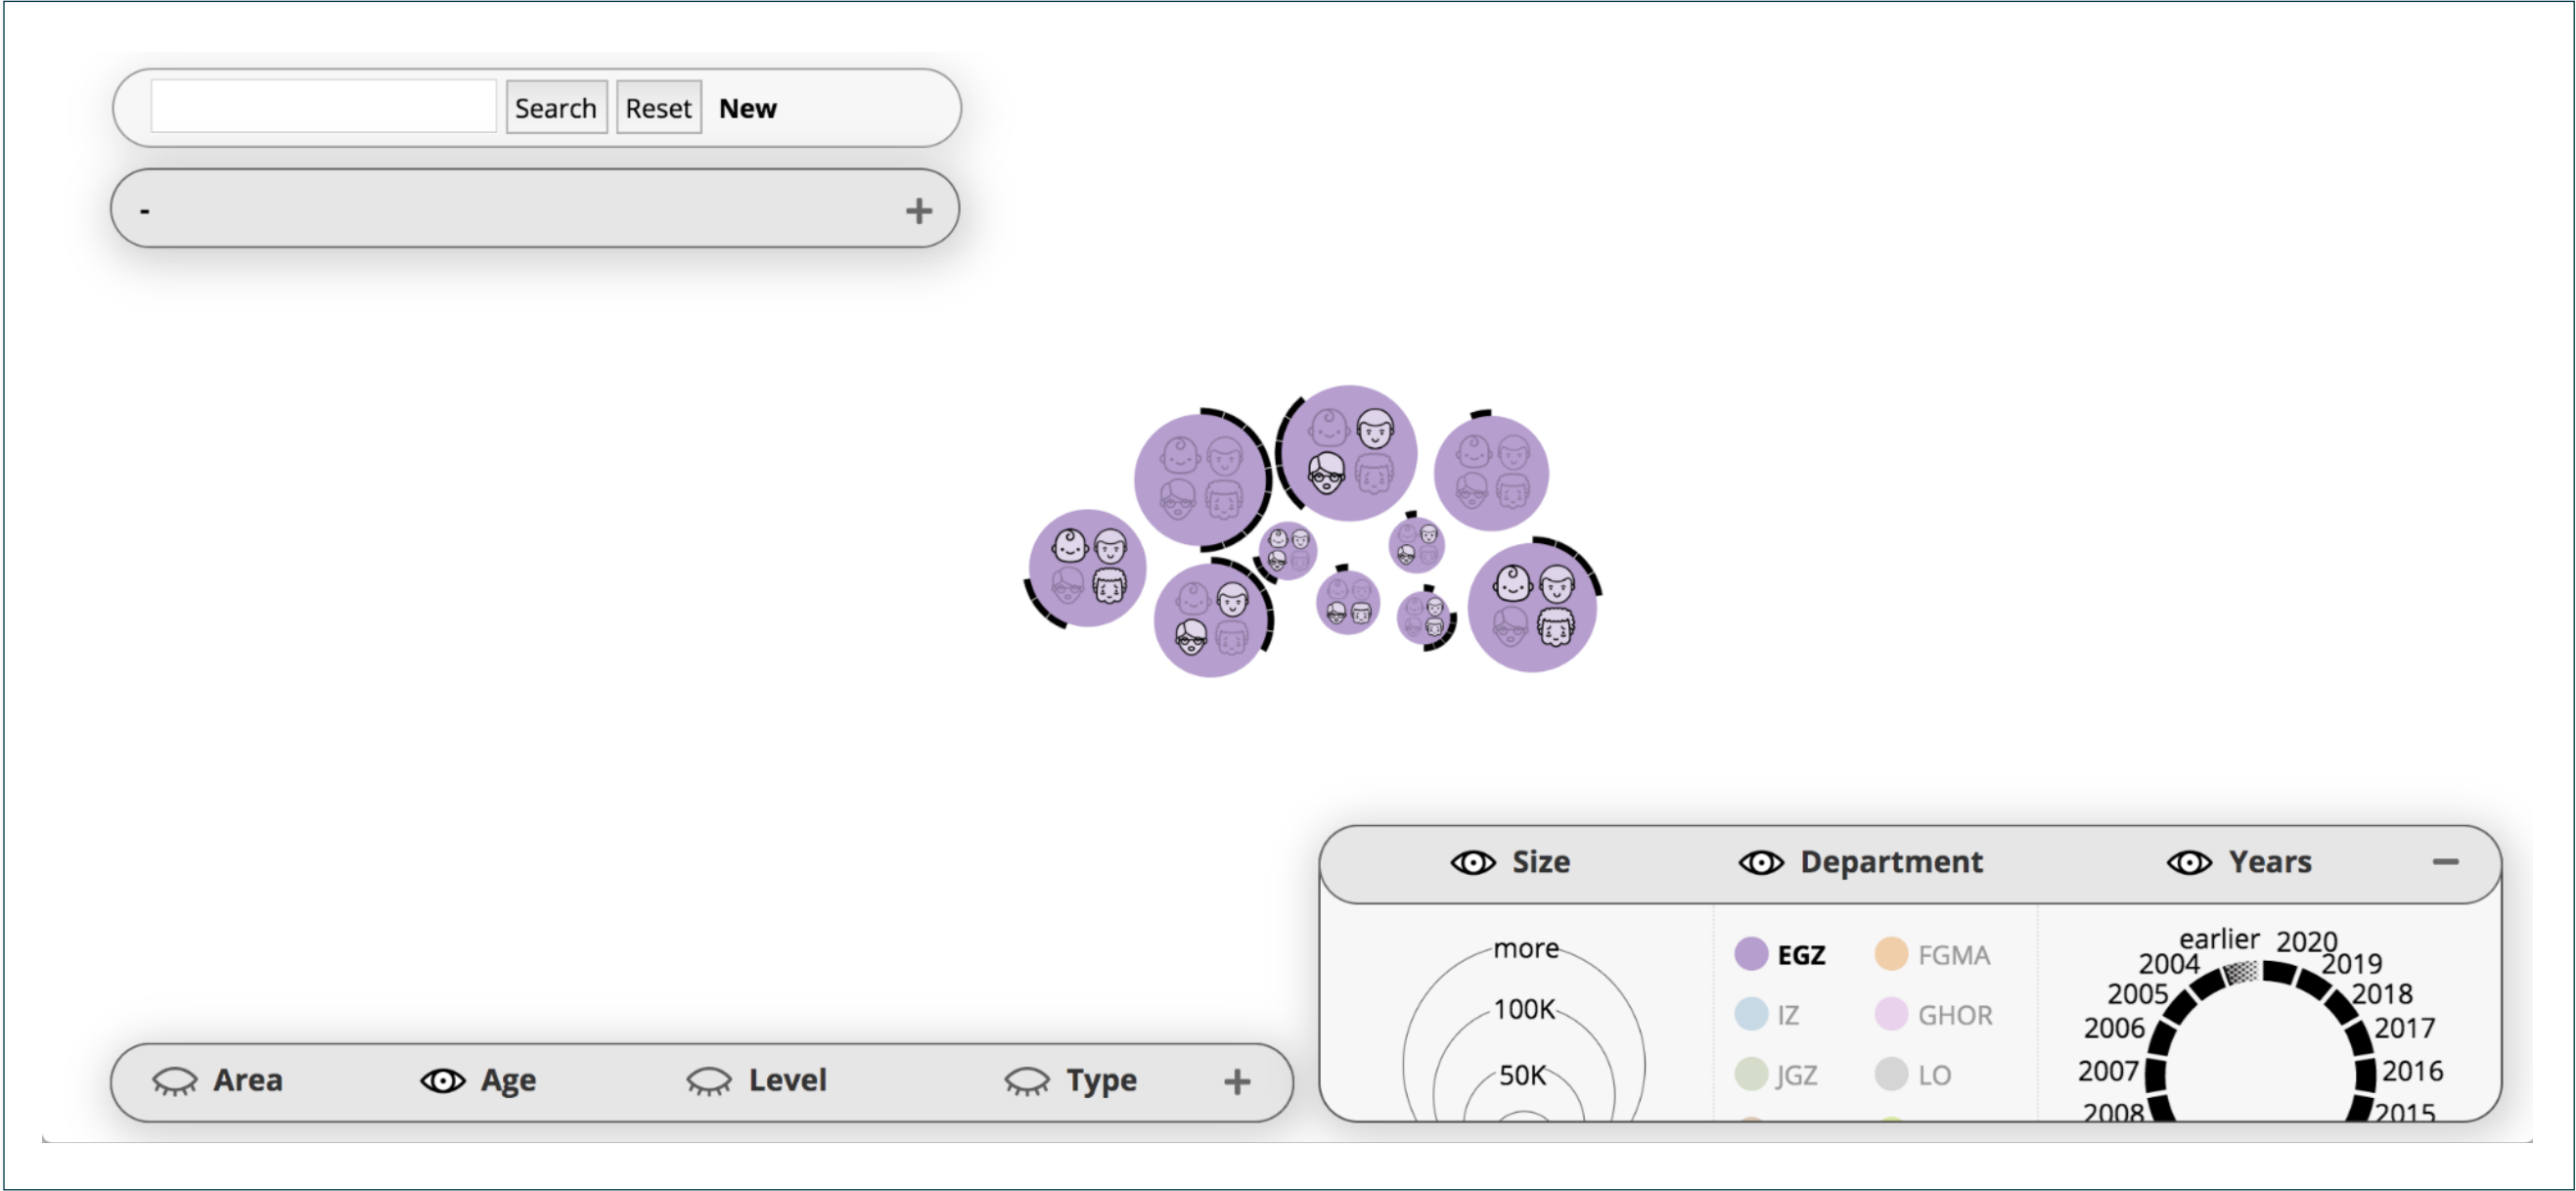 Search Reset New
- +
Size Department Years −
more
100K
50K
EGZ FGMA
IZ GHOR
JGZ LO
earlier 2020
2004 2019
2005 2018
2006 2017
2007 2016
2008 2015
Area Age Level Type +